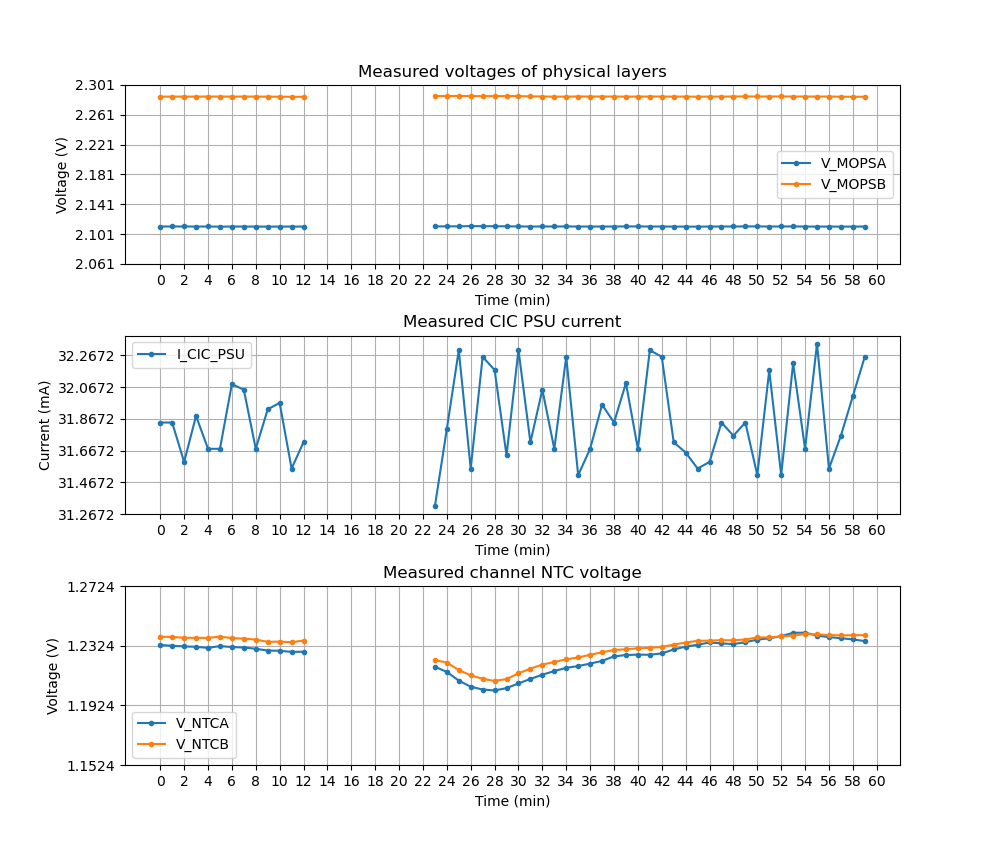 Measured voltages of physical layers
2.301
2.261
2.221
2.181
2.141
2.101
2.061
Voltage (V)
V_MOPSA
V_MOPSB
0 2 4 6 8 10 12 14 16 18 20 22 24 26 28 30 32 34 36 38 40 42 44 46 48 50 52 54 56 58 60
Time (min)
Measured CIC PSU current
32.2672
32.0672
31.8672
31.6672
31.4672
31.2672
Current (mA)
I_CIC_PSU
0 2 4 6 8 10 12 14 16 18 20 22 24 26 28 30 32 34 36 38 40 42 44 46 48 50 52 54 56 58 60
Time (min)
Measured channel NTC voltage
1.2724
1.2324
1.1924
1.1524
Voltage (V)
V_NTCA
V_NTCB
0 2 4 6 8 10 12 14 16 18 20 22 24 26 28 30 32 34 36 38 40 42 44 46 48 50 52 54 56 58 60
Time (min)